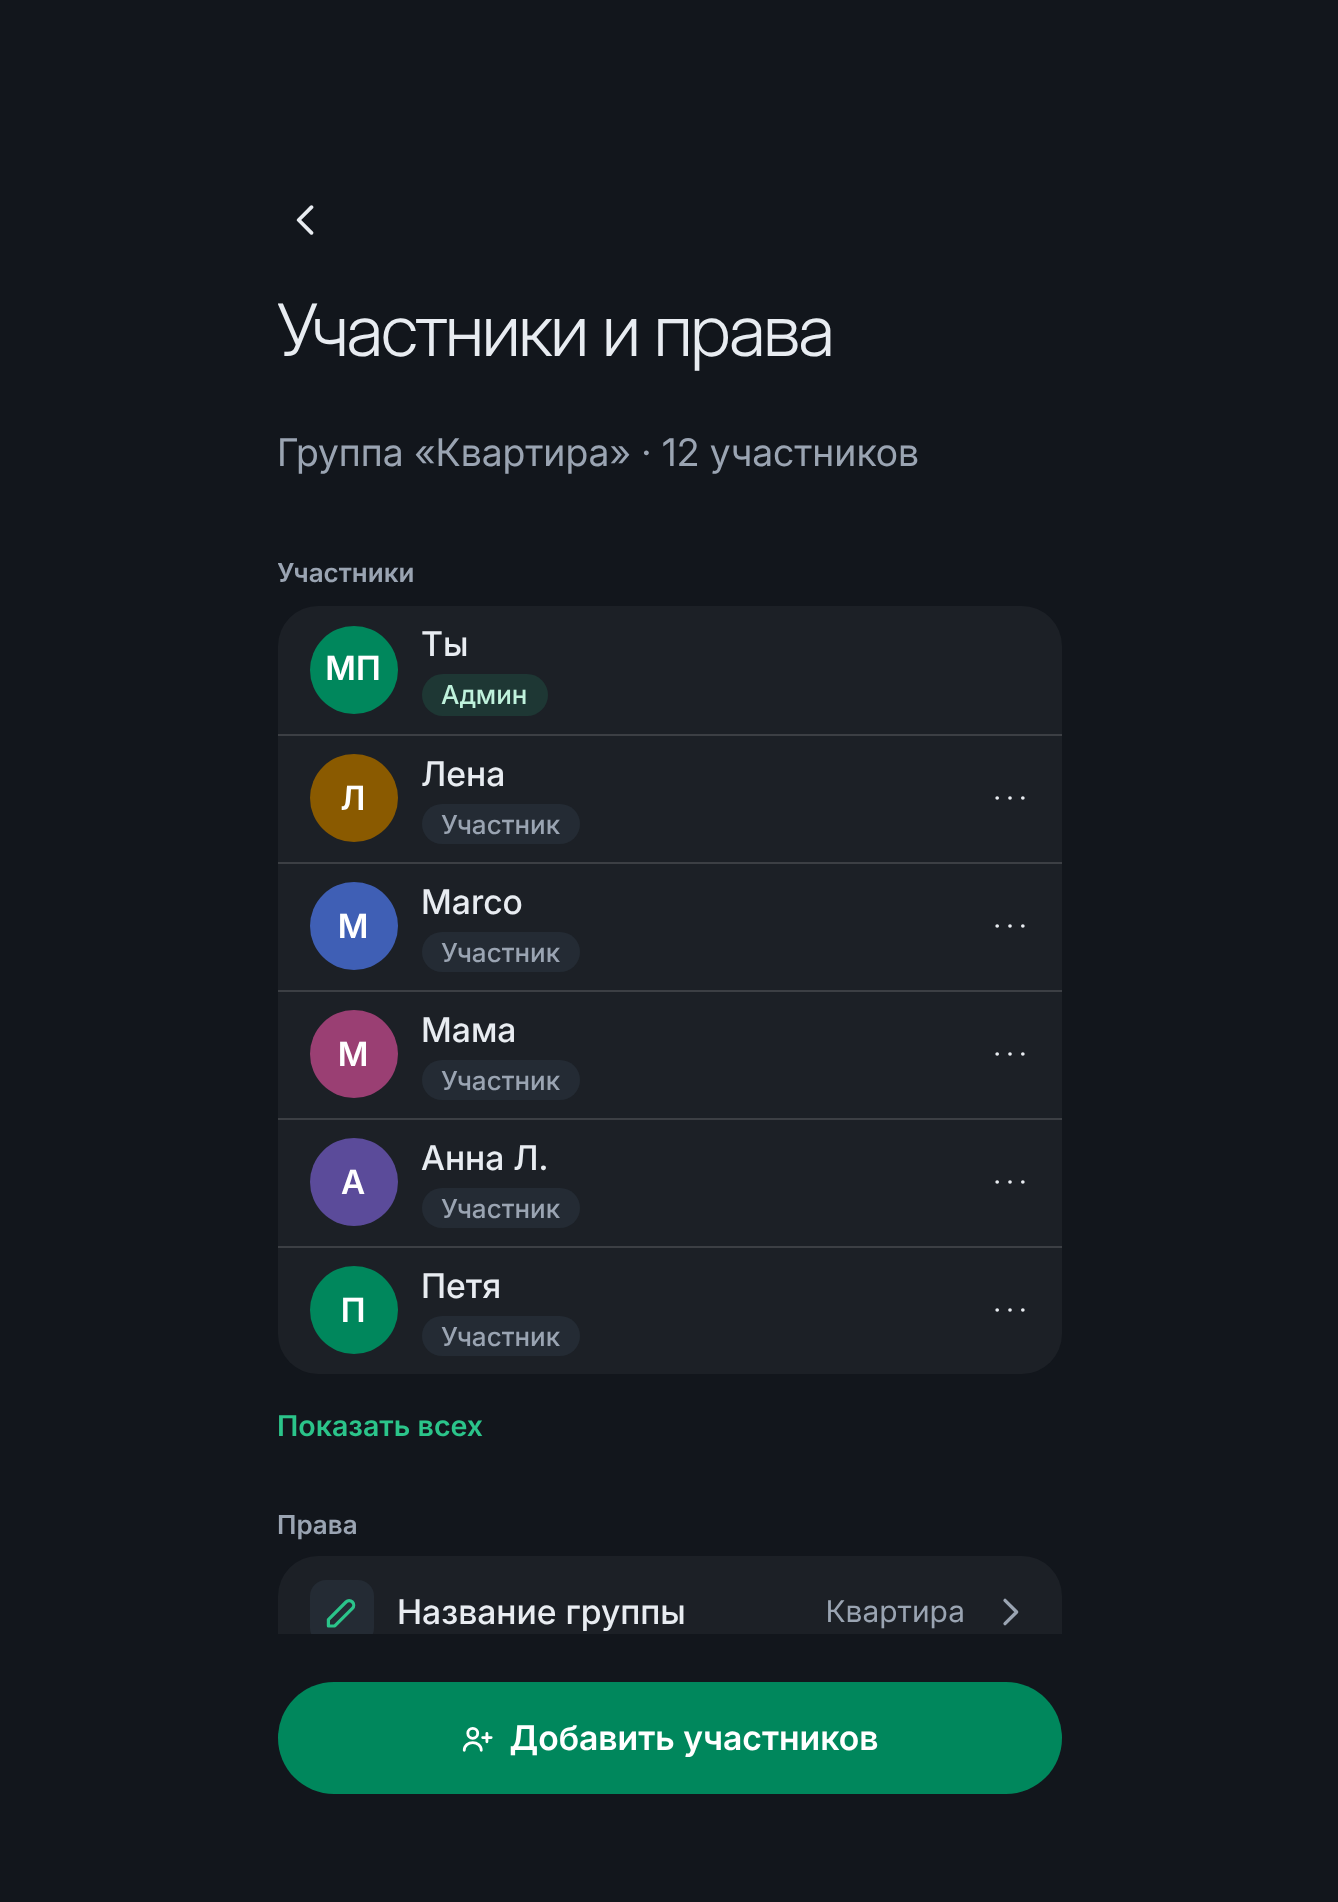 Участники и права
Группа «Квартира» · 12 участников
Участники
МП
Ты
Админ
Л
Лена
Участник
M
Marco
Участник
М
Мама
Участник
А
Анна Л.
Участник
П
Петя
Участник
Показать всех
Права
Название группы
Квартира
Добавить участников